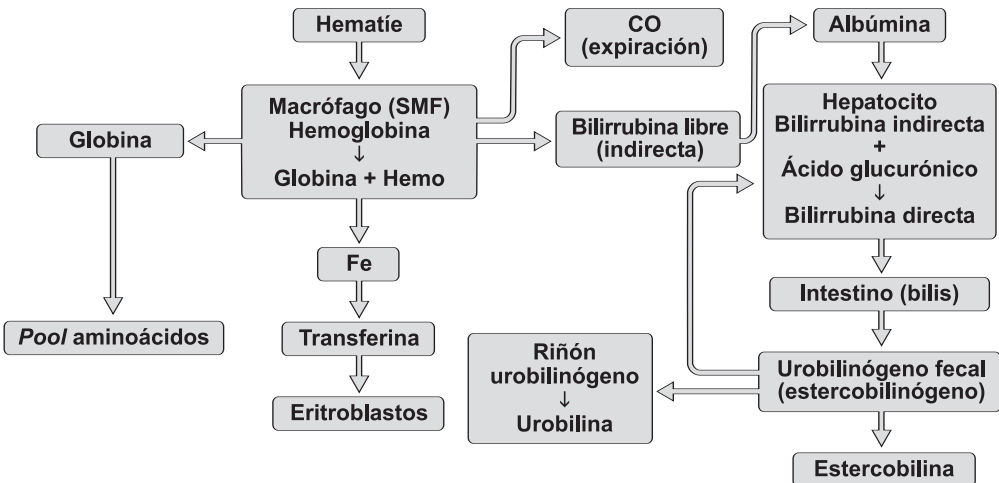 Hematíe
CO
(expiración)
Albúmina
Macrófago (SMF)
Hemoglobina
↓
Globina + Hemo
Globina
Bilirrubina libre
(indirecta)
Hepatocito
Bilirrubina indirecta
+
Ácido glucurónico
↓
Bilirrubina directa
Fe
Intestino (bilis)
Pool aminoácidos
Transferina
Riñón
urobilinógeno
↓
Urobilina
Urobilinógeno fecal
(estercobilinógeno)
Eritroblastos
Estercobilina